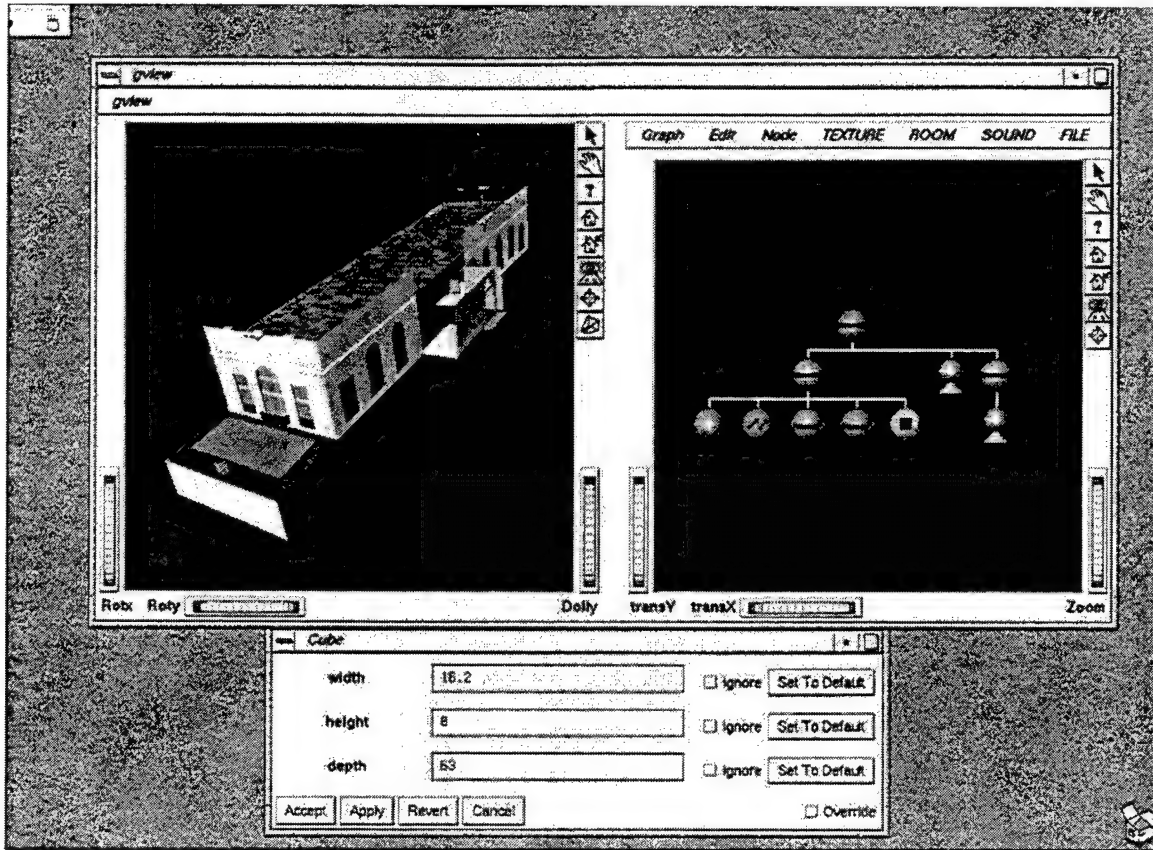 gview
gview
Graph Edit Node TEXTURE ROOM SOUND FILE
?
?
Rotx Roty Dolly transY transX Zoom
Cube
width 16.2 Ignore Set To Default
height 8 Ignore Set To Default
depth 63 Ignore Set To Default
Accept Apply Revert Cancel Override